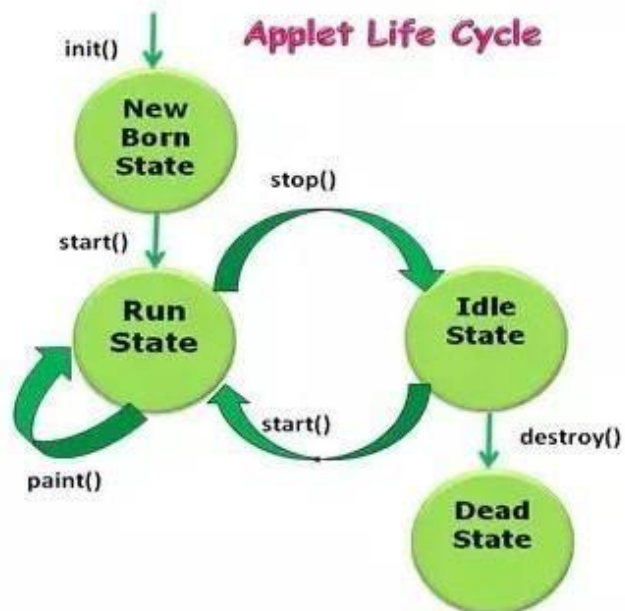 Applet Life Cycle
init()
New
Born
State
stop()
start()
Run
State
Idle
State
start()
paint()
destroy()
Dead
State